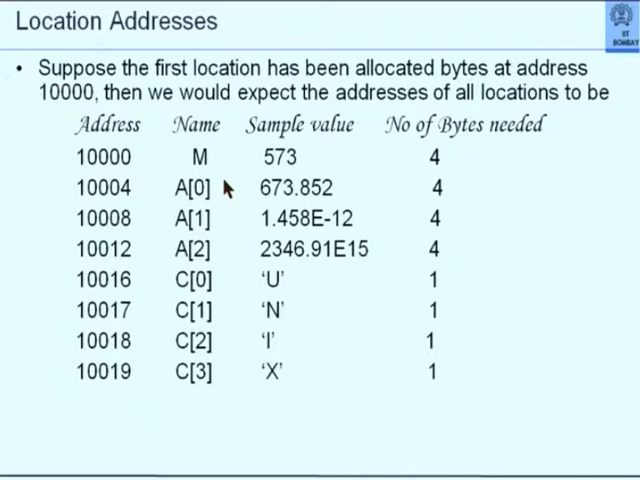 Location Addresses
IIT
BOMBAY
• Suppose the first location has been allocated bytes at address
10000, then we would expect the addresses of all locations to be
Address Name Sample value No of Bytes needed
10000 M 573 4
10004 A[0] 673.852 4
10008 A[1] 1.458E-12 4
10012 A[2] 2346.91E15 4
10016 C[0] ‘U’ 1
10017 C[1] ‘N’ 1
10018 C[2] ‘I’ 1
10019 C[3] ‘X’ 1